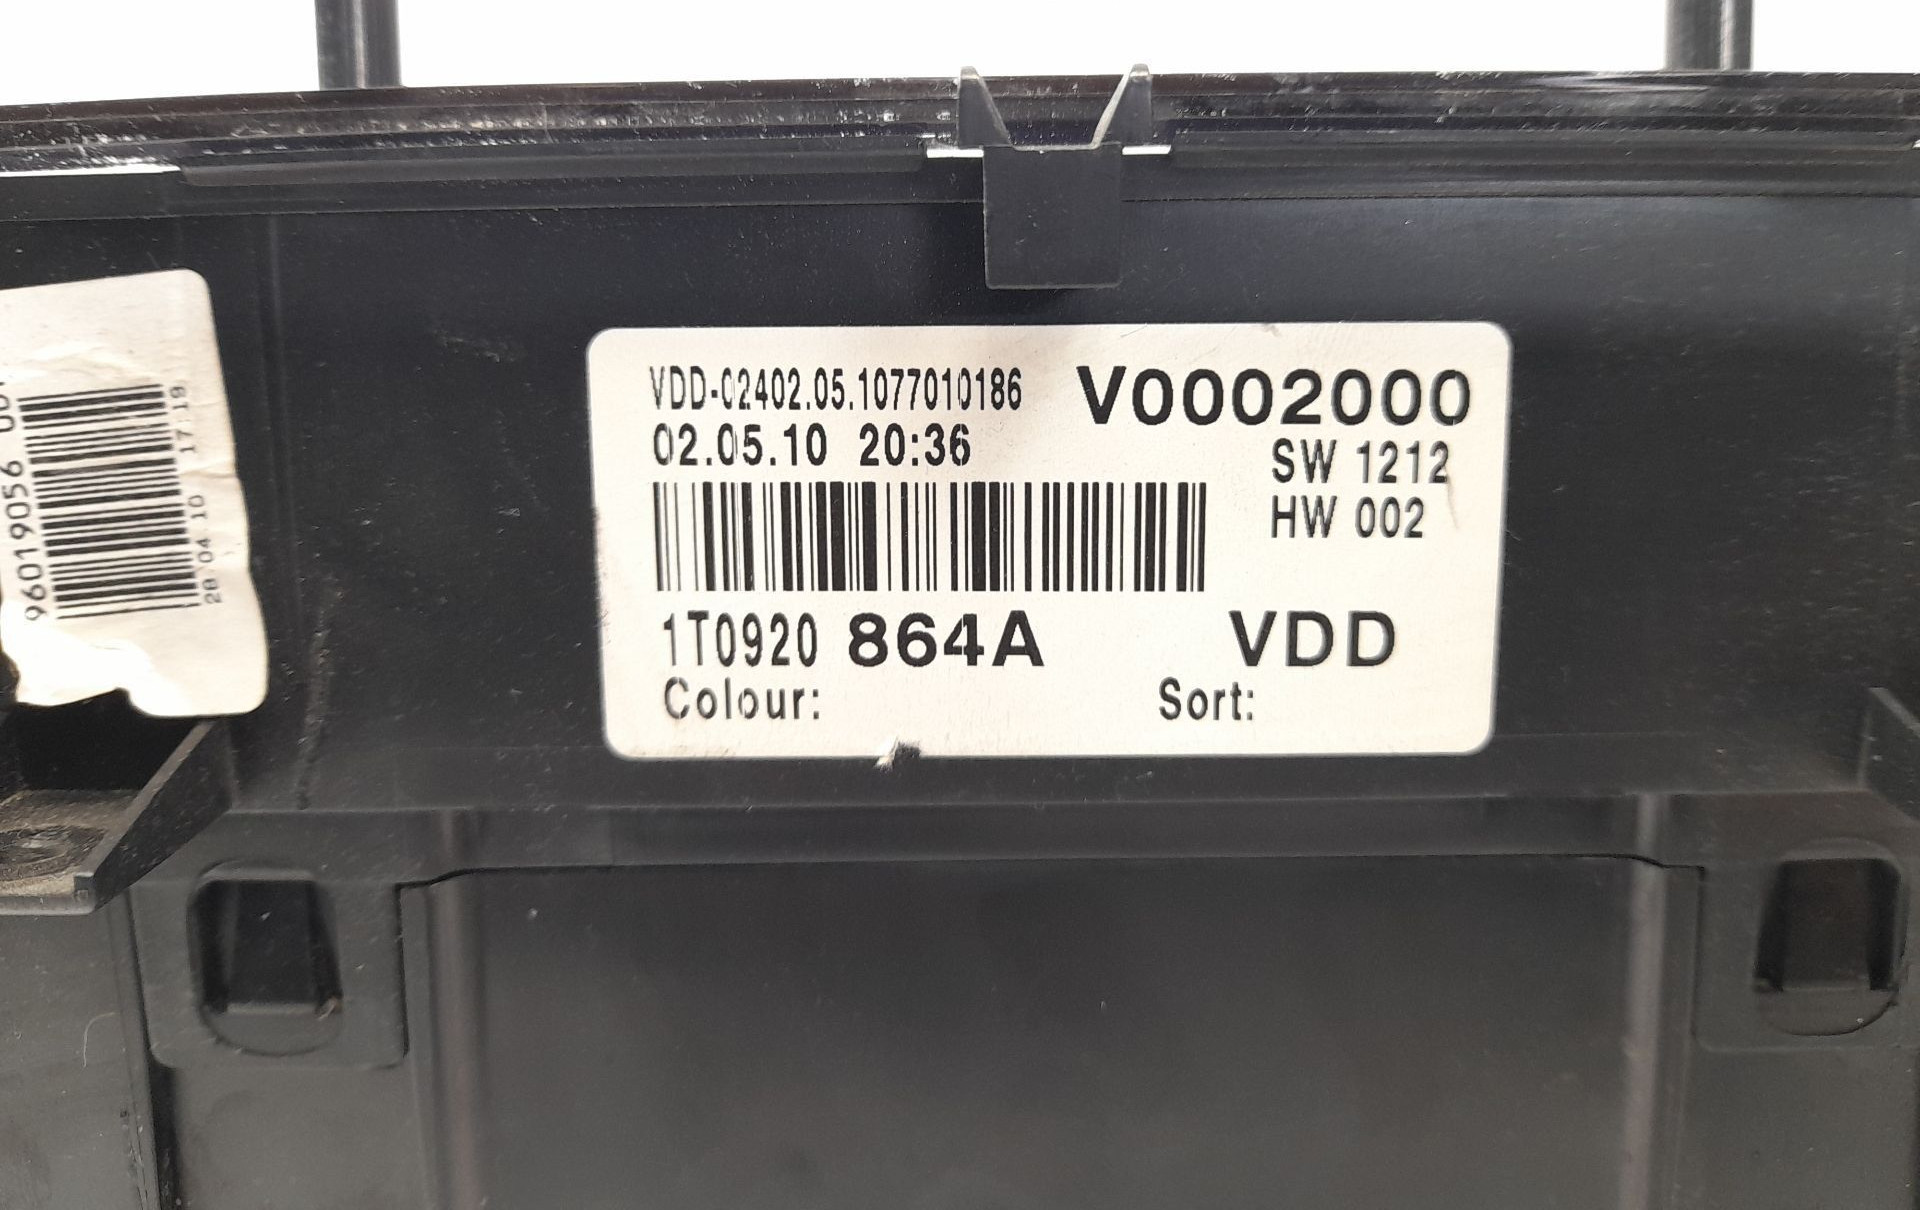 VDD-02402.05.1077010186 V0002000
02.05.10 20:36 SW 1212
HW 002
1T0920 864A VDD
Colour: Sort:
96019056
28.04.10 17:19